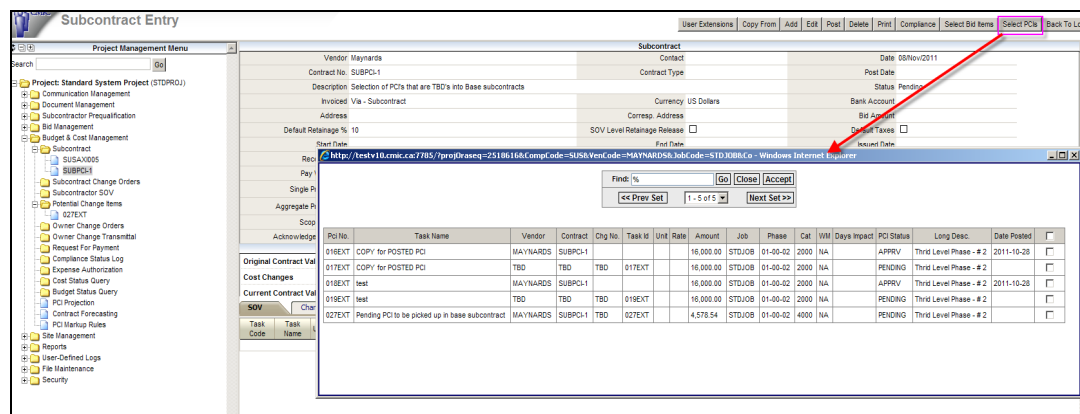 Subcontract Entry
User Extensions Copy From Add Edit Post Delete Print Compliance Select Bid Items Select PCIs Back To Lo
Project Management Menu
Search Go
Project: Standard System Project (STDPROJ)
Communication Management
Document Management
Subcontractor Prequalification
Bid Management
Budget & Cost Management
Subcontract
SUSAX0005
SUBPCI-1
Subcontract Change Orders
Subcontractor SOV
Potential Change Items
027EXT
Owner Change Orders
Owner Change Transmittal
Request For Payment
Compliance Status Log
Expense Authorization
Cost Status Query
Budget Status Query
PCI Projection
Contract Forecasting
PCI Markup Rules
Site Management
Reports
User-Defined Logs
File Maintenance
Security
Subcontract
Vendor Maynards Contact Date 08/Nov/2011
Contract No. SUBPCI-1 Contract Type Post Date
Description Selection of PCI's that are TBD's into Base subcontracts Status Pending
Invoiced Via - Subcontract Currency US Dollars Bank Account
Address Corresp. Address Bid Amount
Default Retainage % 10 SOV Level Retainage Release Default Taxes
Start Date End Date Issued Date
Reci
Pay
Single Pr
Aggregate Pr
Scop
Acknowledge
Original Contract Val
Cost Changes
Current Contract Val
SOV Char
Task Code Task Name
http://testv10.cmic.ca:7785/?projOraseq=2518616&CompCode=SUS&VenCode=MAYNARDS&JobCode=STDJOB&Co - Windows Internet Explorer
Find: % Go Close Accept
<< Prev Set 1 - 5 of 5 Next Set >>
Pci No. Task Name Vendor Contract Chg No. Task Id Unit Rate Amount Job Phase Cat WM Days Impact PCI Status Long Desc. Date Posted
016EXT COPY for POSTED PCI MAYNARDS SUBPCI-1 16,000.00 STDJOB 01-00-02 2000 NA APPRV Thrid Level Phase - # 2 2011-10-28
017EXT COPY for POSTED PCI TBD TBD TBD 017EXT 16,000.00 STDJOB 01-00-02 2000 NA PENDING Thrid Level Phase - # 2
018EXT test MAYNARDS SUBPCI-1 16,000.00 STDJOB 01-00-02 2000 NA APPRV Thrid Level Phase - # 2 2011-10-28
019EXT test TBD TBD TBD 019EXT 16,000.00 STDJOB 01-00-02 2000 NA PENDING Thrid Level Phase - # 2
027EXT Pending PCI to be picked up in base subcontract MAYNARDS SUBPCI-1 TBD 027EXT 4,578.54 STDJOB 01-00-02 4000 NA PENDING Thrid Level Phase - # 2